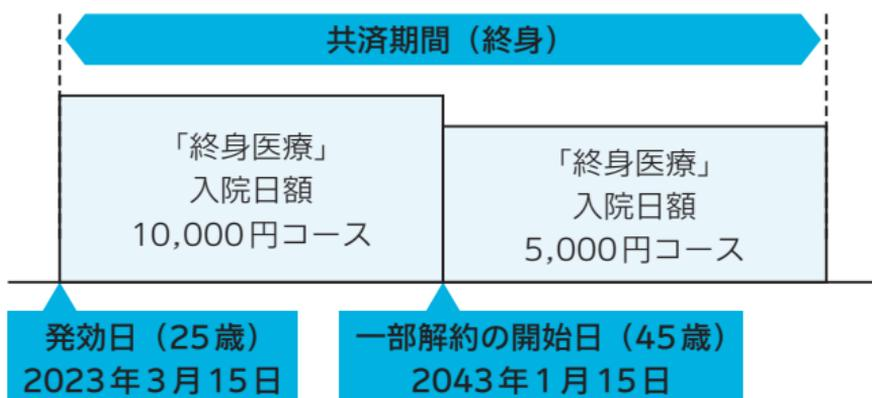 共済期間（終身）
「終身医療」
入院日額
10,000円コース
「終身医療」
入院日額
5,000円コース
発効日（25歳）
2023年3月15日
一部解約の開始日（45歳）
2043年1月15日